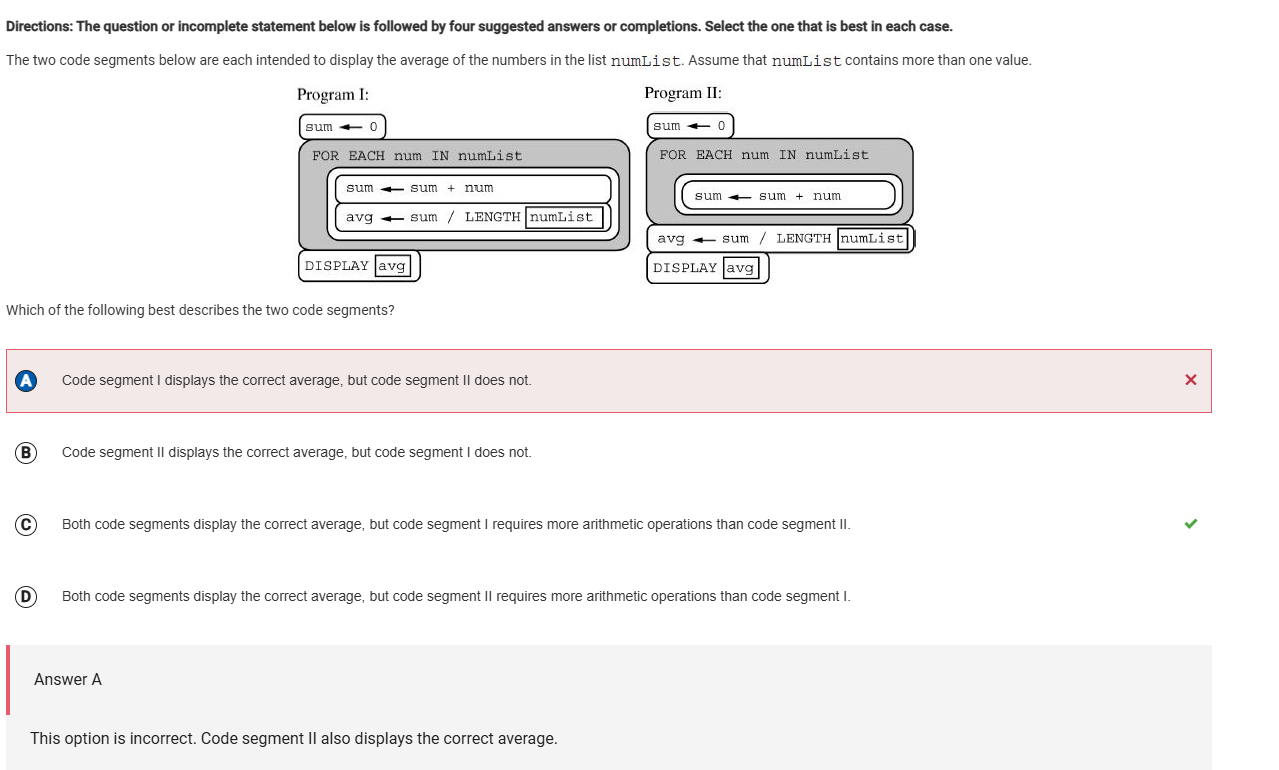 Directions: The question or incomplete statement below is followed by four suggested answers or completions. Select the one that is best in each case.
The two code segments below are each intended to display the average of the numbers in the list numList. Assume that numList contains more than one value.
Program I:
sum ← 0
FOR EACH num IN numList
sum ← sum + num
avg ← sum / LENGTH numList
DISPLAY avg
Program II:
sum ← 0
FOR EACH num IN numList
sum ← sum + num
avg ← sum / LENGTH numList
DISPLAY avg
Which of the following best describes the two code segments?
A Code segment I displays the correct average, but code segment II does not.
B Code segment II displays the correct average, but code segment I does not.
C Both code segments display the correct average, but code segment I requires more arithmetic operations than code segment II.
D Both code segments display the correct average, but code segment II requires more arithmetic operations than code segment I.
Answer A
This option is incorrect. Code segment II also displays the correct average.